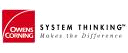 OWENS
CORNING
SYSTEM THINKING™
Makes the Difference